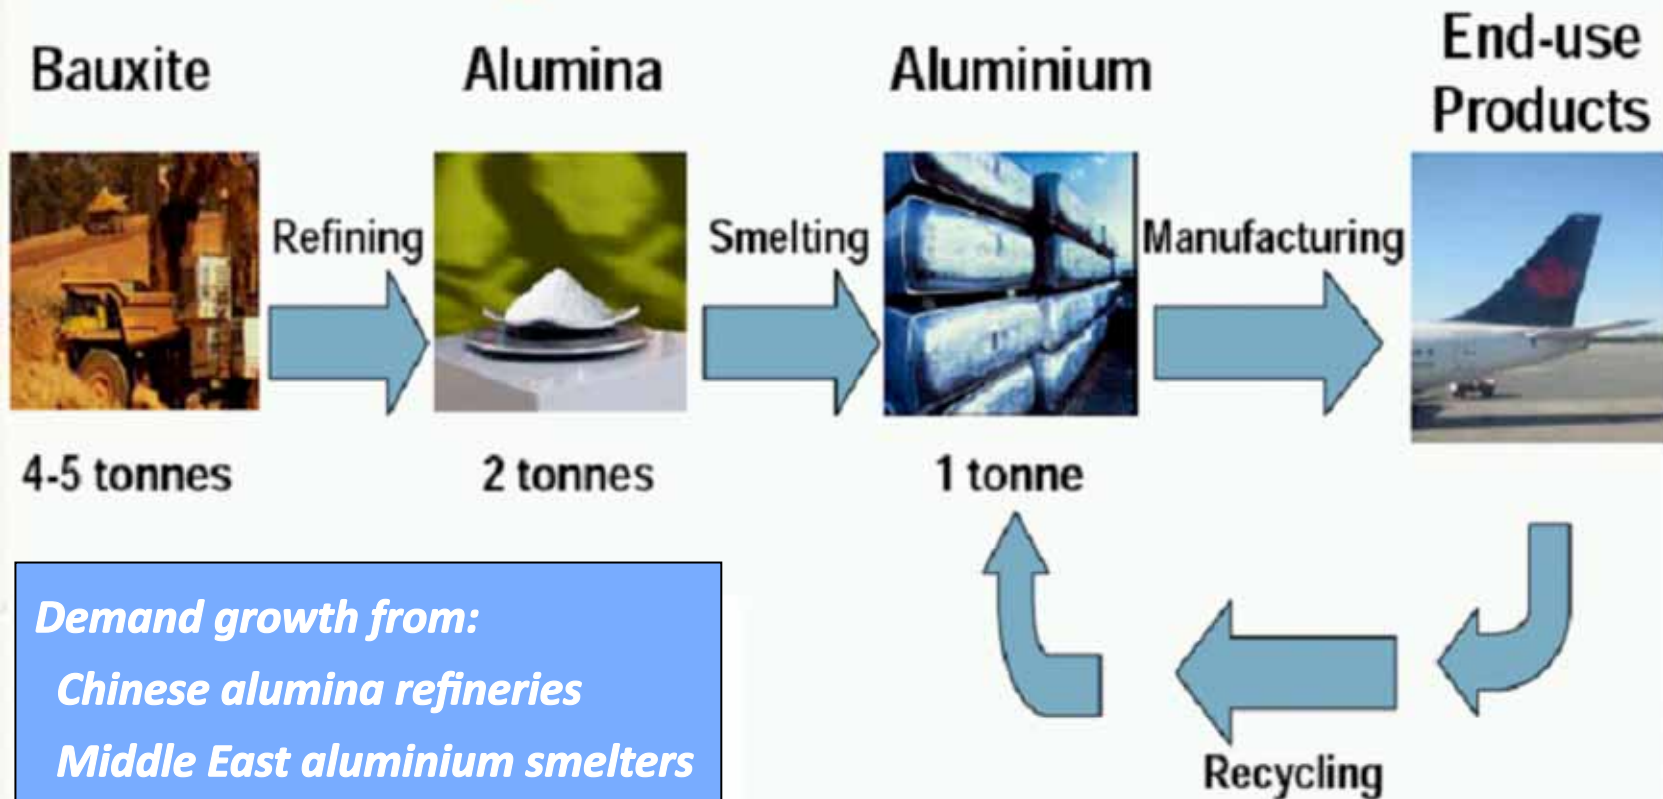 Bauxite
Alumina
Aluminium
End-use
Products
Refining
Smelting
Manufacturing
4-5 tonnes
2 tonnes
1 tonne
Demand growth from:
Chinese alumina refineries
Middle East aluminium smelters
Recycling